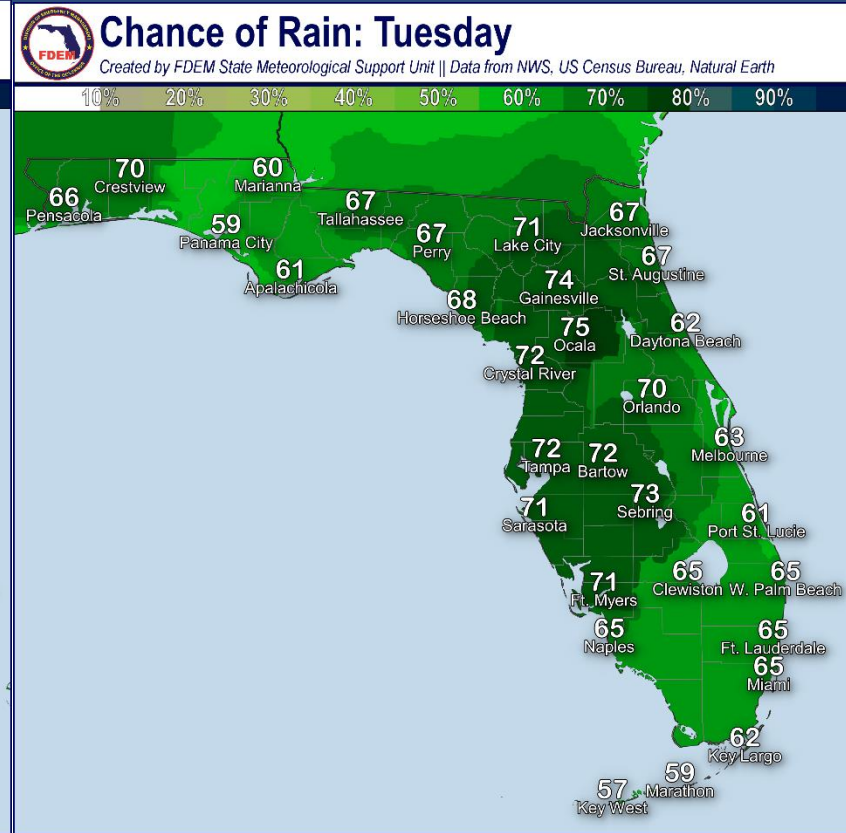 FDEM
Chance of Rain: Tuesday
Created by FDEM State Meteorological Support Unit || Data from NWS, US Census Bureau, Natural Earth
10% 20% 30% 40% 50% 60% 70% 80% 90%
70
Crestview
60
Marianna
66
Pensacola
59
Panama City
61
Apalachicola
67
Tallahassee
67
Perry
71
Lake City
67
Jacksonville
67
St. Augustine
74
Gainesville
68
Horseshoe Beach
75
Ocala
62
Daytona Beach
72
Crystal River
70
Orlando
63
Melbourne
72
Tampa
72
Bartow
73
Sebring
71
Sarasota
61
Port St. Lucie
71
Ft. Myers
65
Clewiston
65
W. Palm Beach
65
Naples
65
Ft. Lauderdale
65
Miami
62
Key Largo
59
Marathon
57
Key West